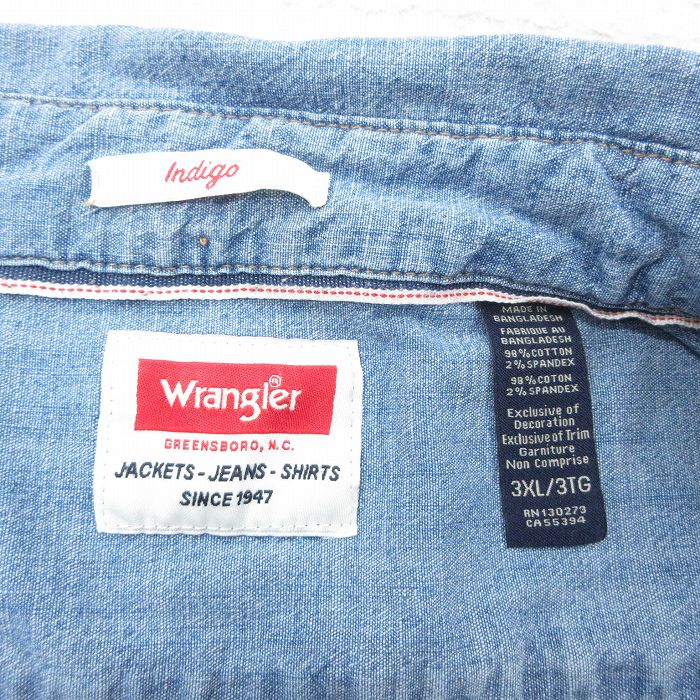 Indigo
Wrangler®
GREENSBORO, N.C.
JACKETS - JEANS - SHIRTS
SINCE 1947
MADE IN
BANGLADESH
FABRIQUE AU
BANGLADESH
98% COTTON
2% SPANDEX
98% COTON
2% SPANDEX
Exclusive of
Decoration
Exclusive of Trim
Garniture
Non Comprise
3XL/3TG
RN130273
CA55394